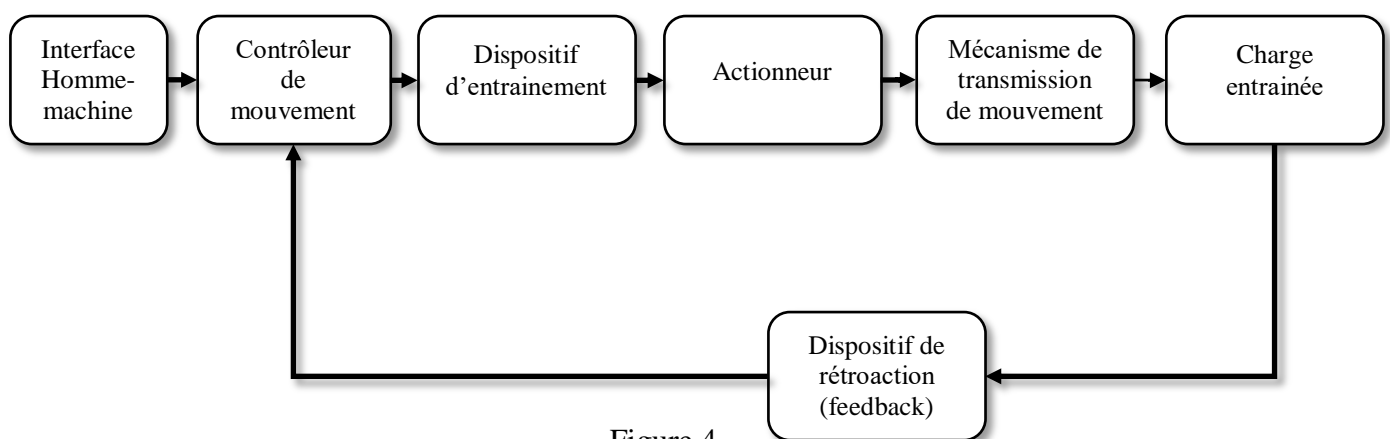 Interface
Homme-
machine
Contrôleur
de
mouvement
Dispositif
d’entrainement
Actionneur
Mécanisme de
transmission
de mouvement
Charge
entrainée
Dispositif de
rétroaction
(feedback)
Figure 4